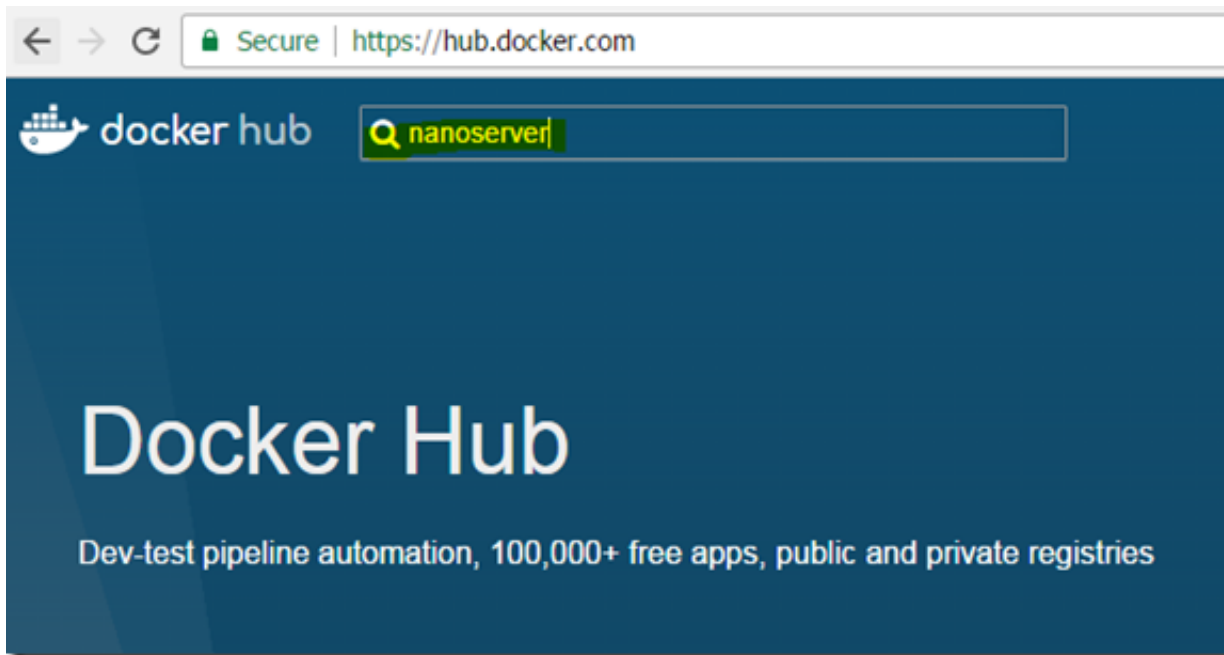 Secure | https://hub.docker.com
docker hub nanoserver
Docker Hub
Dev-test pipeline automation, 100,000+ free apps, public and private registries